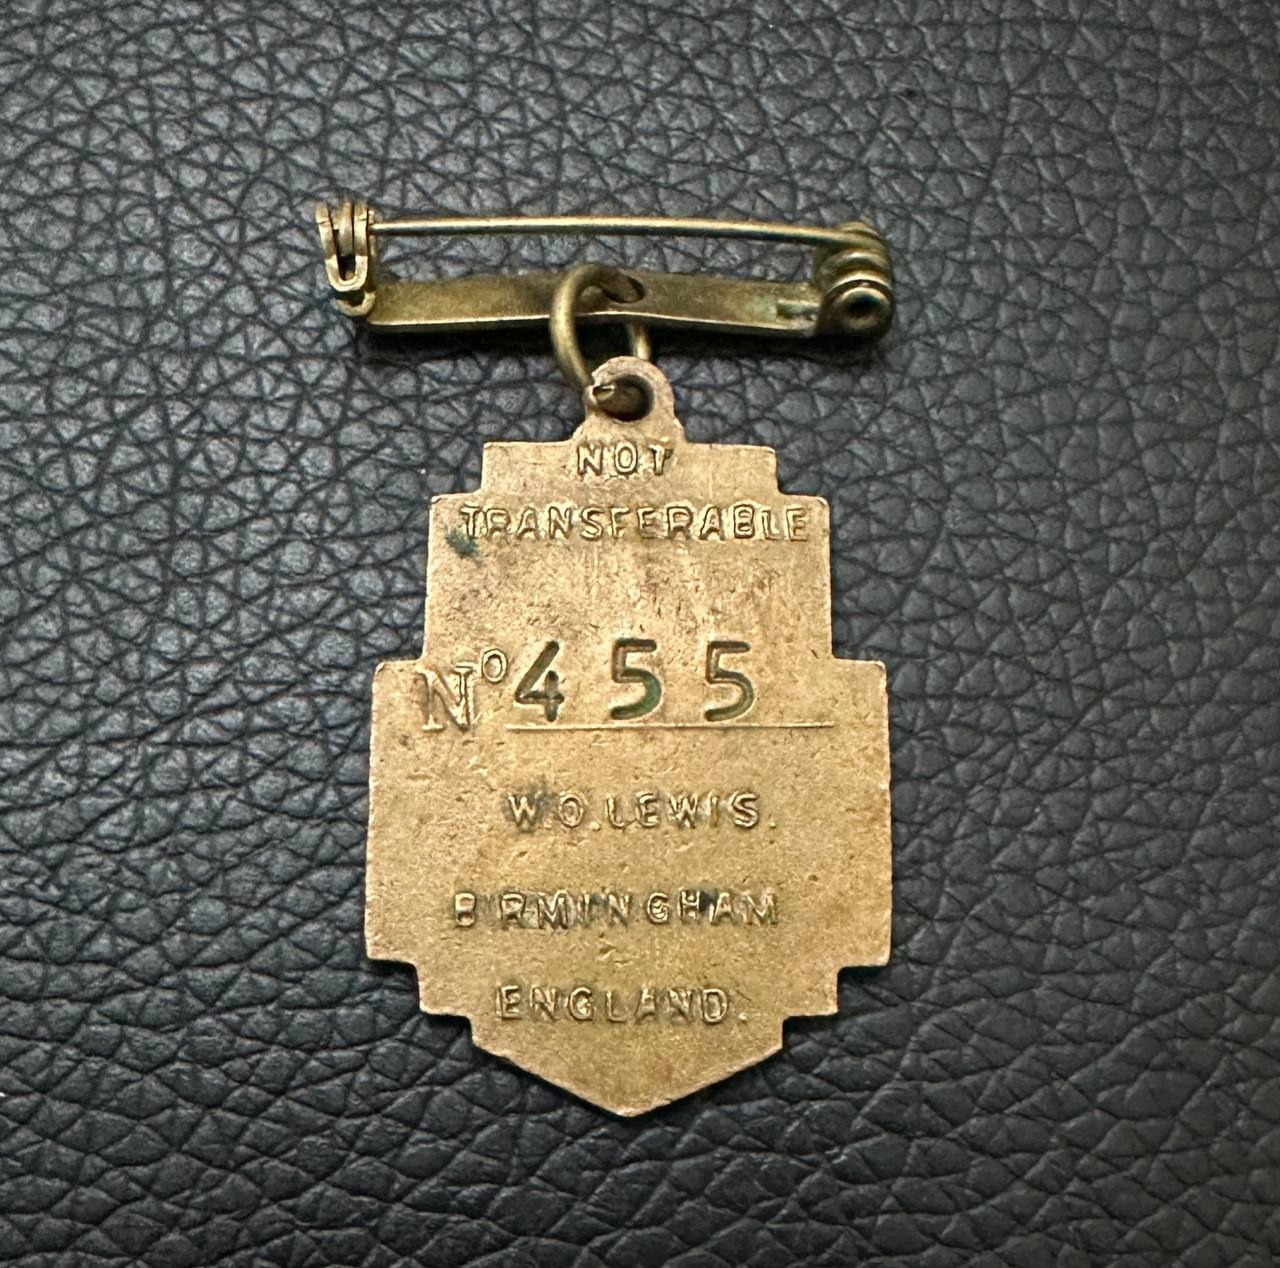 NOT
TRANSFERABLE
Nº 455
W.O. LEWIS.
BIRMINGHAM
ENGLAND.